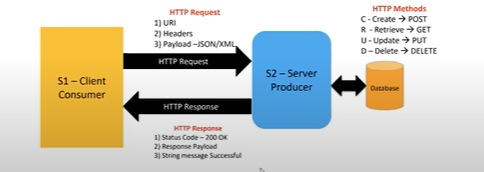 HTTP Request
1) URI
2) Headers
3) Payload –JSON/XML
HTTP Request
S1 – Client
Consumer
HTTP Response
HTTP Response
1) Status Code – 200 OK
2) Response Payload
3) String message Successful
S2 – Server
Producer
HTTP Methods
C - Create → POST
R - Retrieve → GET
U - Update → PUT
D – Delete → DELETE
Database